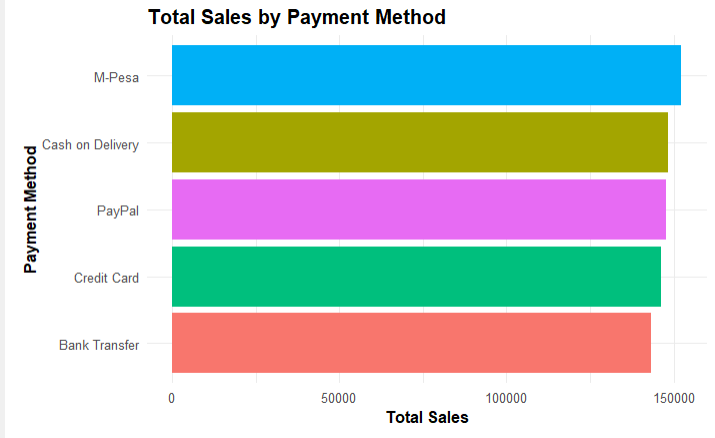 Total Sales by Payment Method
Payment Method
M-Pesa
Cash on Delivery
PayPal
Credit Card
Bank Transfer
0 50000 100000 150000
Total Sales